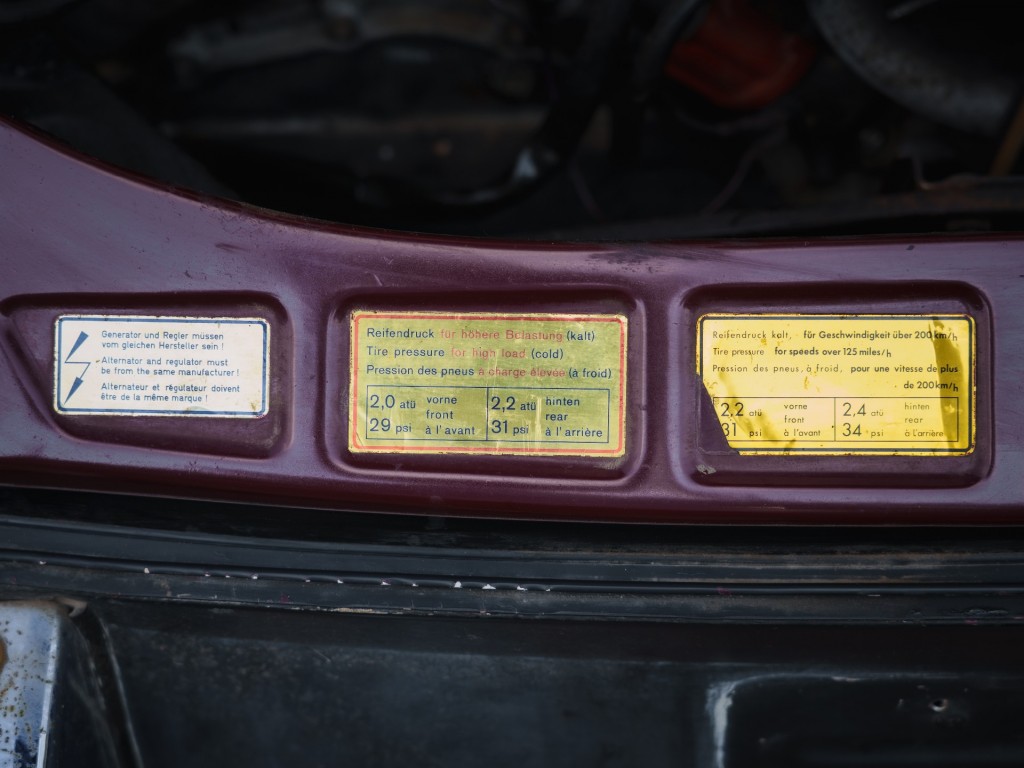 Generator und Regler müssen
vom gleichen Hersteller sein!
Alternator and regulator must
be from the same manufacturer!
Alternateur et régulateur doivent
être de la même marque!
Reifendruck für höhere Belastung (kalt)
Tire pressure for high load (cold)
Pression des pneus à charge élevée (à froid)
2,0 atü vorne 2,2 atü hinten
front rear
29 psi à l'avant 31 psi à l'arrière
Reifendruck kalt, für Geschwindigkeit über 200 km/h
Tire pressure for speeds over 125 miles/h
Pression des pneus, à froid, pour une vitesse de plus
de 200 km/h
2,2 atü vorne 2,4 atü hinten
front rear
31 psi à l'avant 34 psi à l'arrière